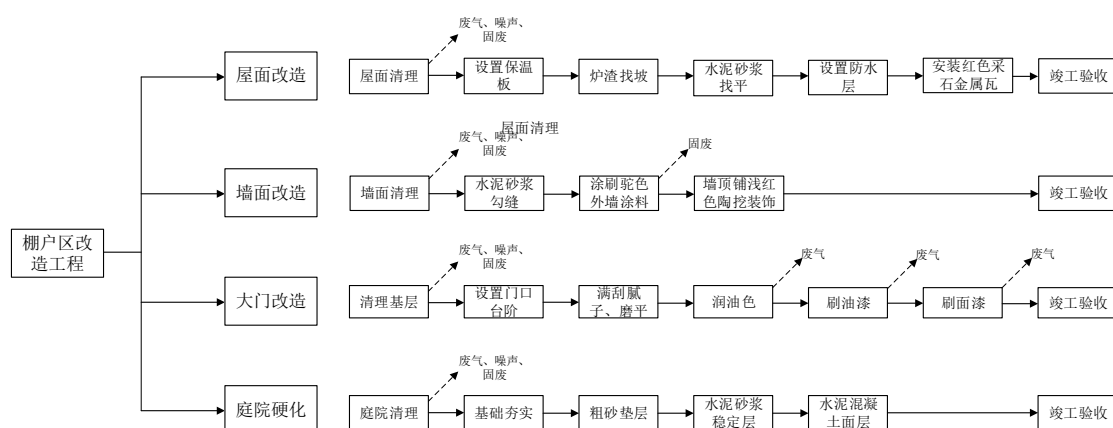 废气、噪声、
固废
屋面改造
屋面清理
设置保温
板
炉渣找坡
水泥砂浆
找平
设置防水
层
安装红色采
石金属瓦
竣工验收
屋面清理
废气、噪声、
固废
固废
墙面改造
墙面清理
水泥砂浆
勾缝
涂刷驼色
外墙涂料
墙顶铺浅红
色陶挖装饰
竣工验收
棚户区改
造工程
废气、噪声、
固废
废气
废气
废气
大门改造
清理基层
设置门口
台阶
满刮腻
子、磨平
润油色
刷油漆
刷面漆
竣工验收
废气、噪声、
固废
庭院硬化
庭院清理
基础夯实
粗砂垫层
水泥砂浆
稳定层
水泥混凝
土面层
竣工验收